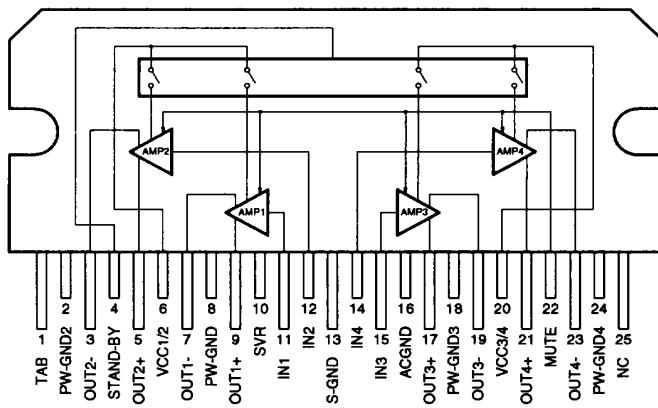 AMP2
AMP4
AMP1
AMP3
1
2
3
4
5
6
7
8
9
10
11
12
13
14
15
16
17
18
19
20
21
22
23
24
25
TAB
PW-GND2
OUT2-
STAND-BY
OUT2+
VCC1/2
OUT1-
PW-GND
OUT1+
SVR
IN1
IN2
S-GND
IN4
IN3
ACGND
OUT3+
PW-GND3
OUT3-
VCC3/4
OUT4+
MUTE
OUT4-
PW-GND4
NC